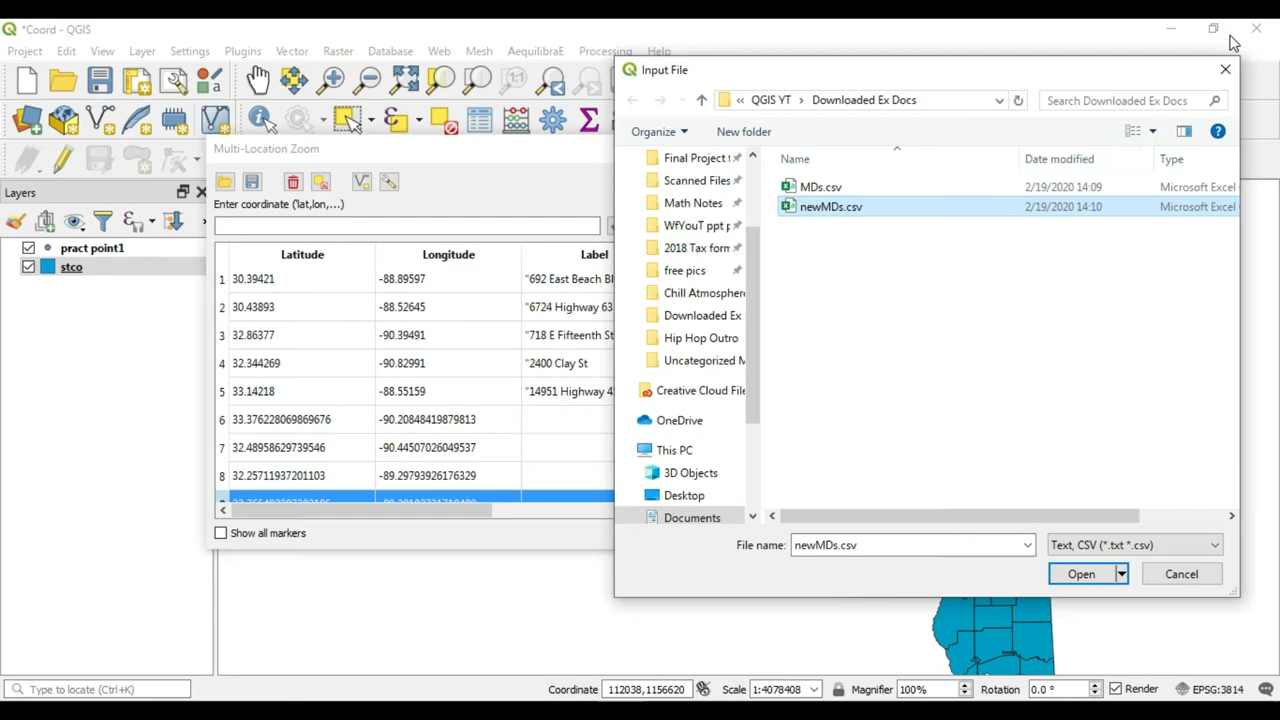 *Coord - QGIS
Project Edit View Layer Settings Plugins Vector Raster Database Web Mesh AequilibraE Processing Help
Input File
QGIS YT > Downloaded Ex Docs
Search Downloaded Ex Docs
Organize
New folder
Name Date modified Type
MDs.csv 2/19/2020 14:09 Microsoft Excel
newMDs.csv 2/19/2020 14:10 Microsoft Excel
Final Project
Scanned Files
Math Notes
WfYouT ppt
2018 Tax form
free pics
Chill Atmospher
Downloaded Ex
Hip Hop Outro
Uncategorized M
Creative Cloud File
OneDrive
This PC
3D Objects
Desktop
Documents
File name: newMDs.csv
Text, CSV (*.txt *.csv)
Open
Cancel
Layers
pract point1
stco
Multi-Location Zoom
Enter coordinate ('lat,lon,...)
Latitude Longitude Label
1 30.39421 -88.89597 "692 East Beach Bl
2 30.43893 -88.52645 "6724 Highway 63
3 32.86377 -90.39491 "718 E Fifteenth St
4 32.344269 -90.82991 "2400 Clay St
5 33.14218 -88.55159 "14951 Highway 4
6 33.376228069869676 -90.20848419879813
7 32.48958629739546 -90.44507026049537
8 32.25711937201103 -89.29793926176329
Show all markers
Type to locate (Ctrl+K)
Coordinate 112038,1156620
Scale 1:4078408
Magnifier 100%
Rotation 0.0 °
Render
EPSG:3814